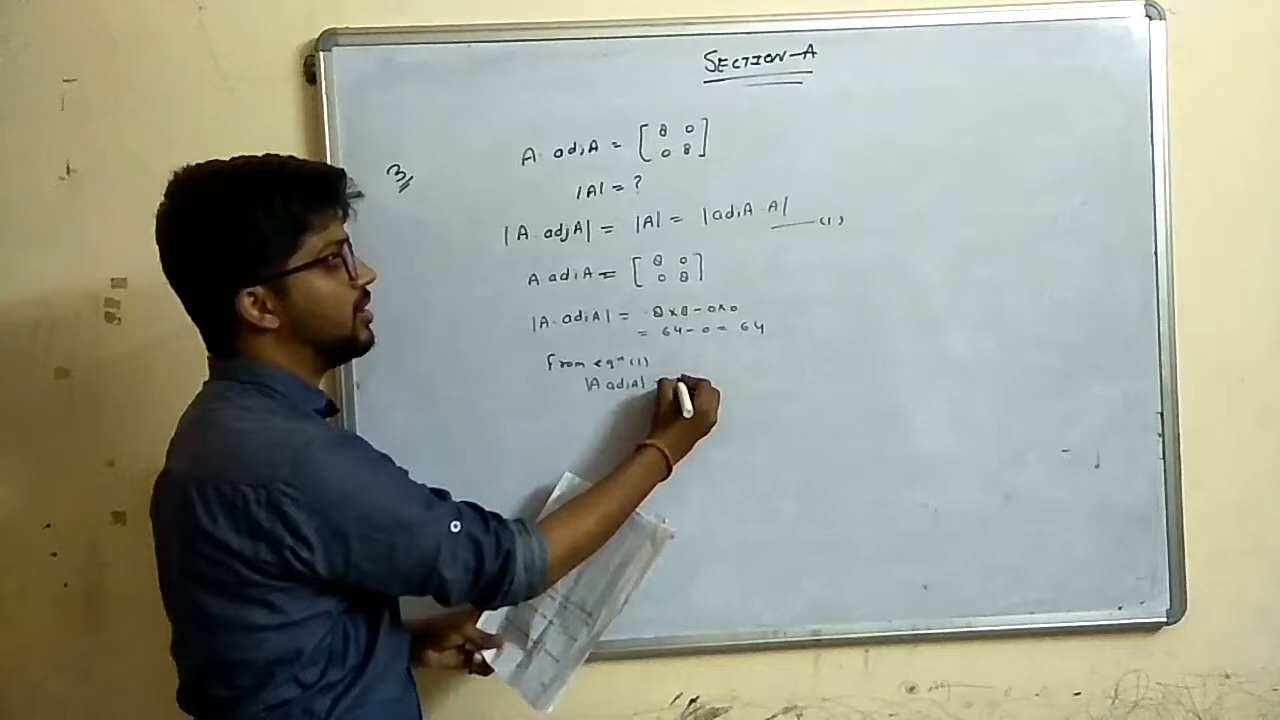 SECTION-A
3
A. adjA = [8 0
0 8]
|A| = ?
|A. adjA| = |A| = |adjA. A| —— (1)
A adjA = [8 0
0 8]
|A. adjA| = 8×8-0×0
= 64-0 = 64
From eqn (1)
|A adjA|